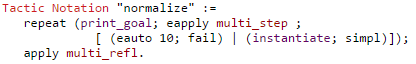 Tactic Notation "normalize" :=
repeat (print_goal; eapply multi_step ;
[ (eauto 10; fail) | (instantiate; simpl)]);
apply multi_refl.